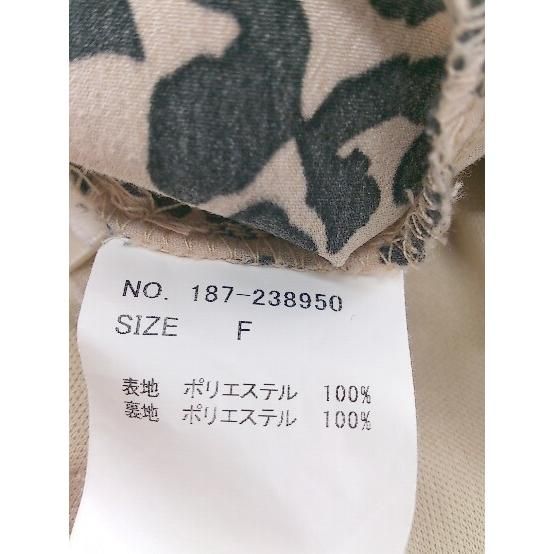 NO. 187-238950
SIZE F
表地 ポリエステル 100%
裏地 ポリエステル 100%